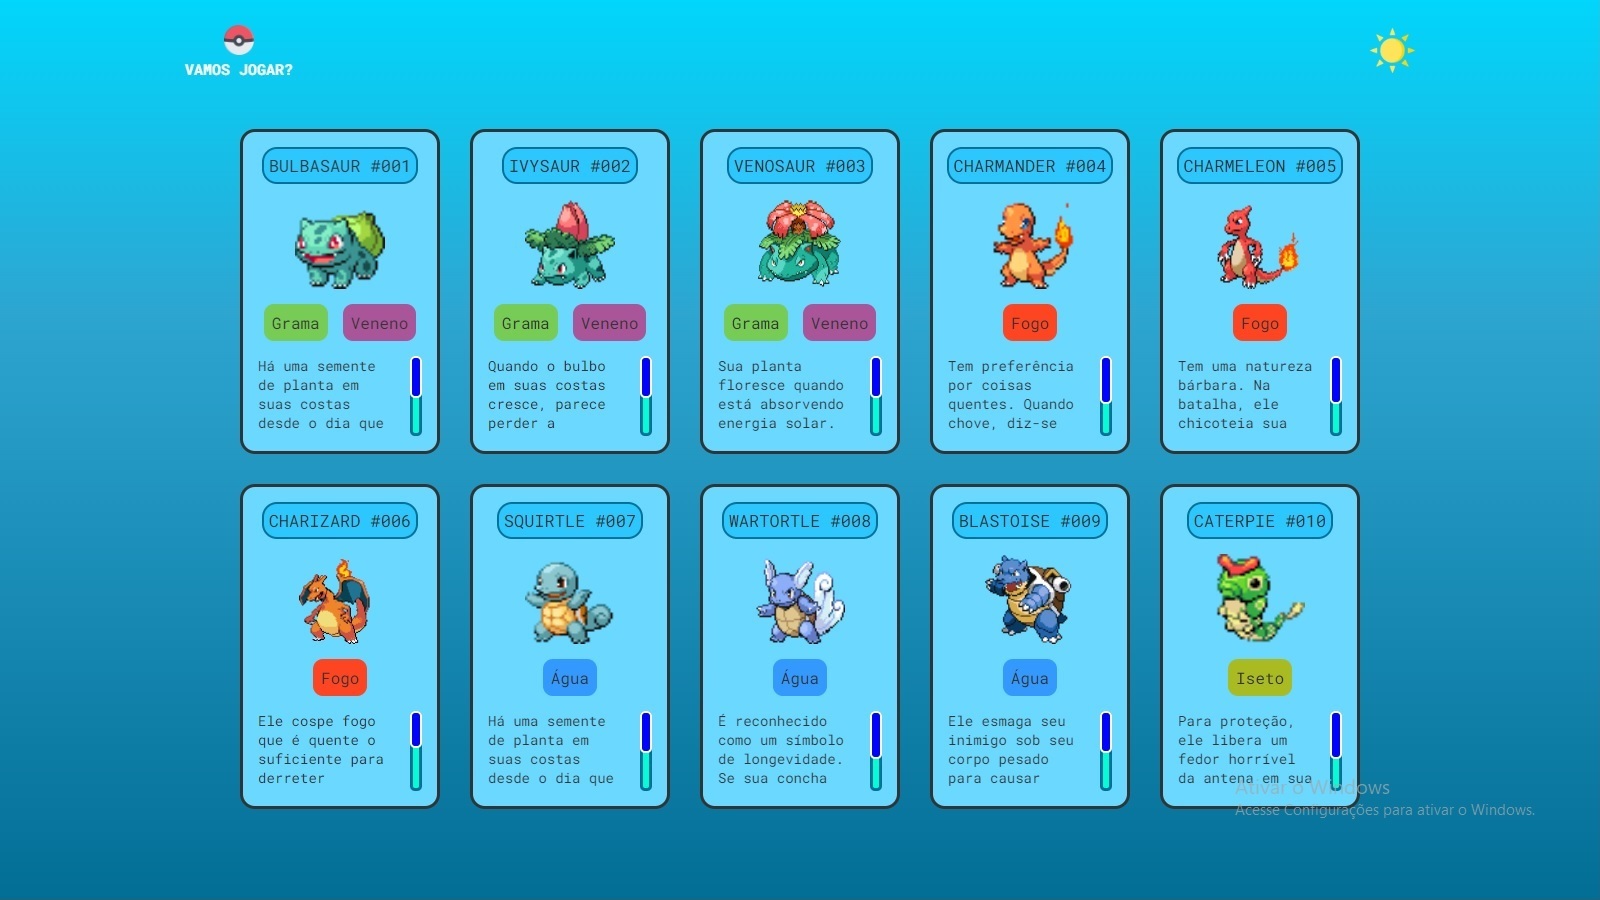 VAMOS JOGAR?
BULBASAUR #001
Grama Veneno
Há uma semente
de planta em
suas costas
desde o dia que
IVYSAUR #002
Grama Veneno
Quando o bulbo
em suas costas
cresce, parece
perder a
VENOSAUR #003
Grama Veneno
Sua planta
floresce quando
está absorvendo
energia solar.
CHARMANDER #004
Fogo
Tem preferência
por coisas
quentes. Quando
chove, diz-se
CHARMELEON #005
Fogo
Tem uma natureza
bárbara. Na
batalha, ele
chicoteia sua
CHARIZARD #006
Fogo
Ele cospe fogo
que é quente o
suficiente para
derreter
SQUIRTLE #007
Água
Há uma semente
de planta em
suas costas
desde o dia que
WARTORTLE #008
Água
É reconhecido
como um símbolo
de longevidade.
Se sua concha
BLASTOISE #009
Água
Ele esmaga seu
inimigo sob seu
corpo pesado
para causar
CATERPIE #010
Iseto
Para proteção,
ele libera um
fedor horrível
da antena em sua
Ativar o Windows
Acesse Configurações para ativar o Windows.